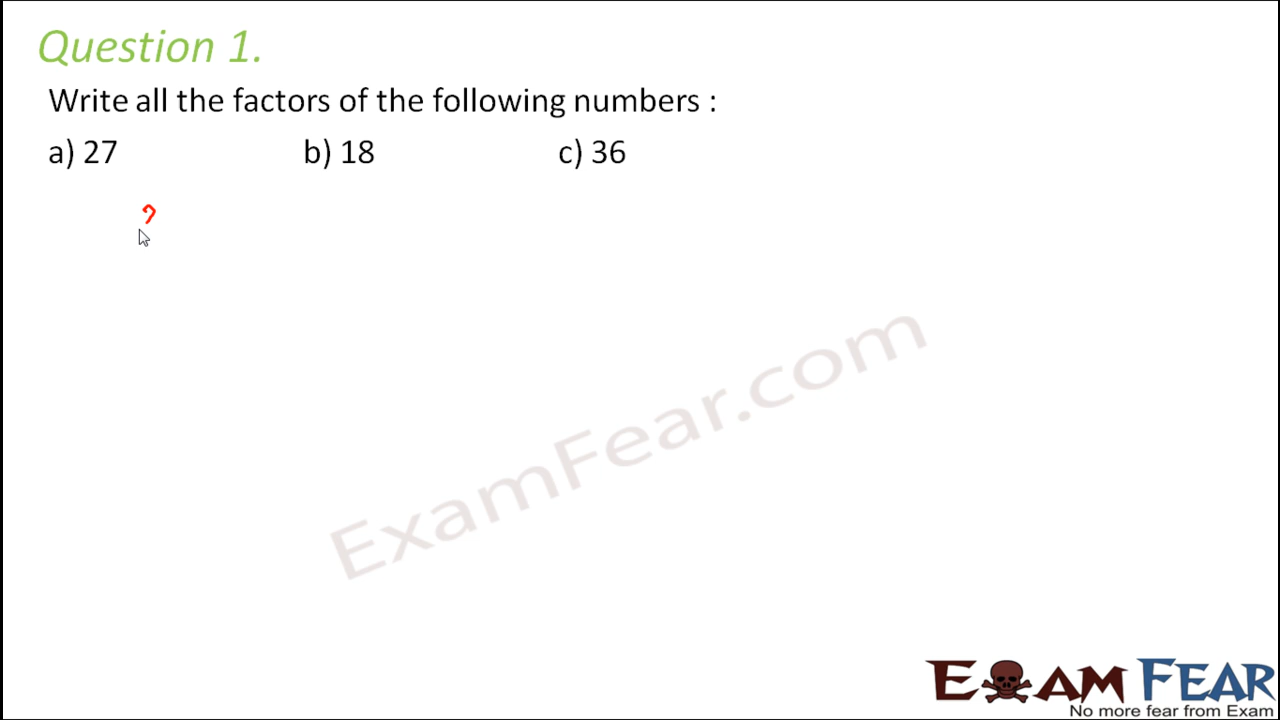 Question 1.
Write all the factors of the following numbers :
a) 27 b) 18 c) 36
ExamFear.com
EXAM FEAR
No more fear from Exam